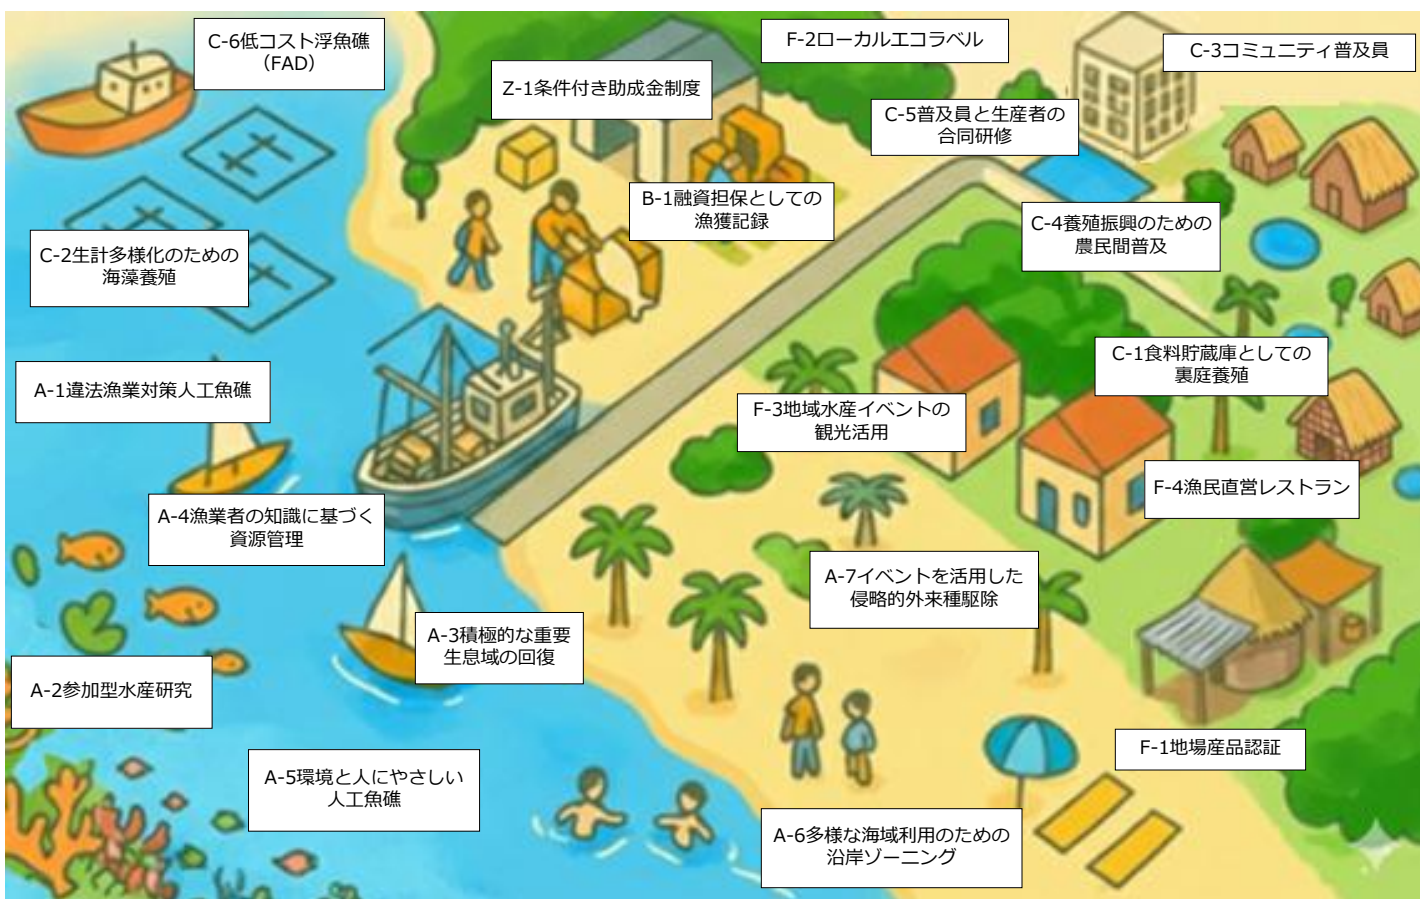 C-6低コスト浮魚礁
（FAD）
F-2ローカルエコラベル
C-3コミュニティ普及員
Z-1条件付き助成金制度
C-5普及員と生産者の
合同研修
B-1融資担保としての
漁獲記録
C-4養殖振興のための
農民間普及
C-2生計多様化のための
海藻養殖
A-1違法漁業対策人工魚礁
C-1食料貯蔵庫としての
裏庭養殖
F-3地域水産イベントの
観光活用
F-4漁民直営レストラン
A-4漁業者の知識に基づく
資源管理
A-7イベントを活用した
侵略的外来種駆除
A-3積極的な重要
生息域の回復
A-2参加型水産研究
F-1地場産品認証
A-5環境と人にやさしい
人工魚礁
A-6多様な海域利用のための
沿岸ゾーニング